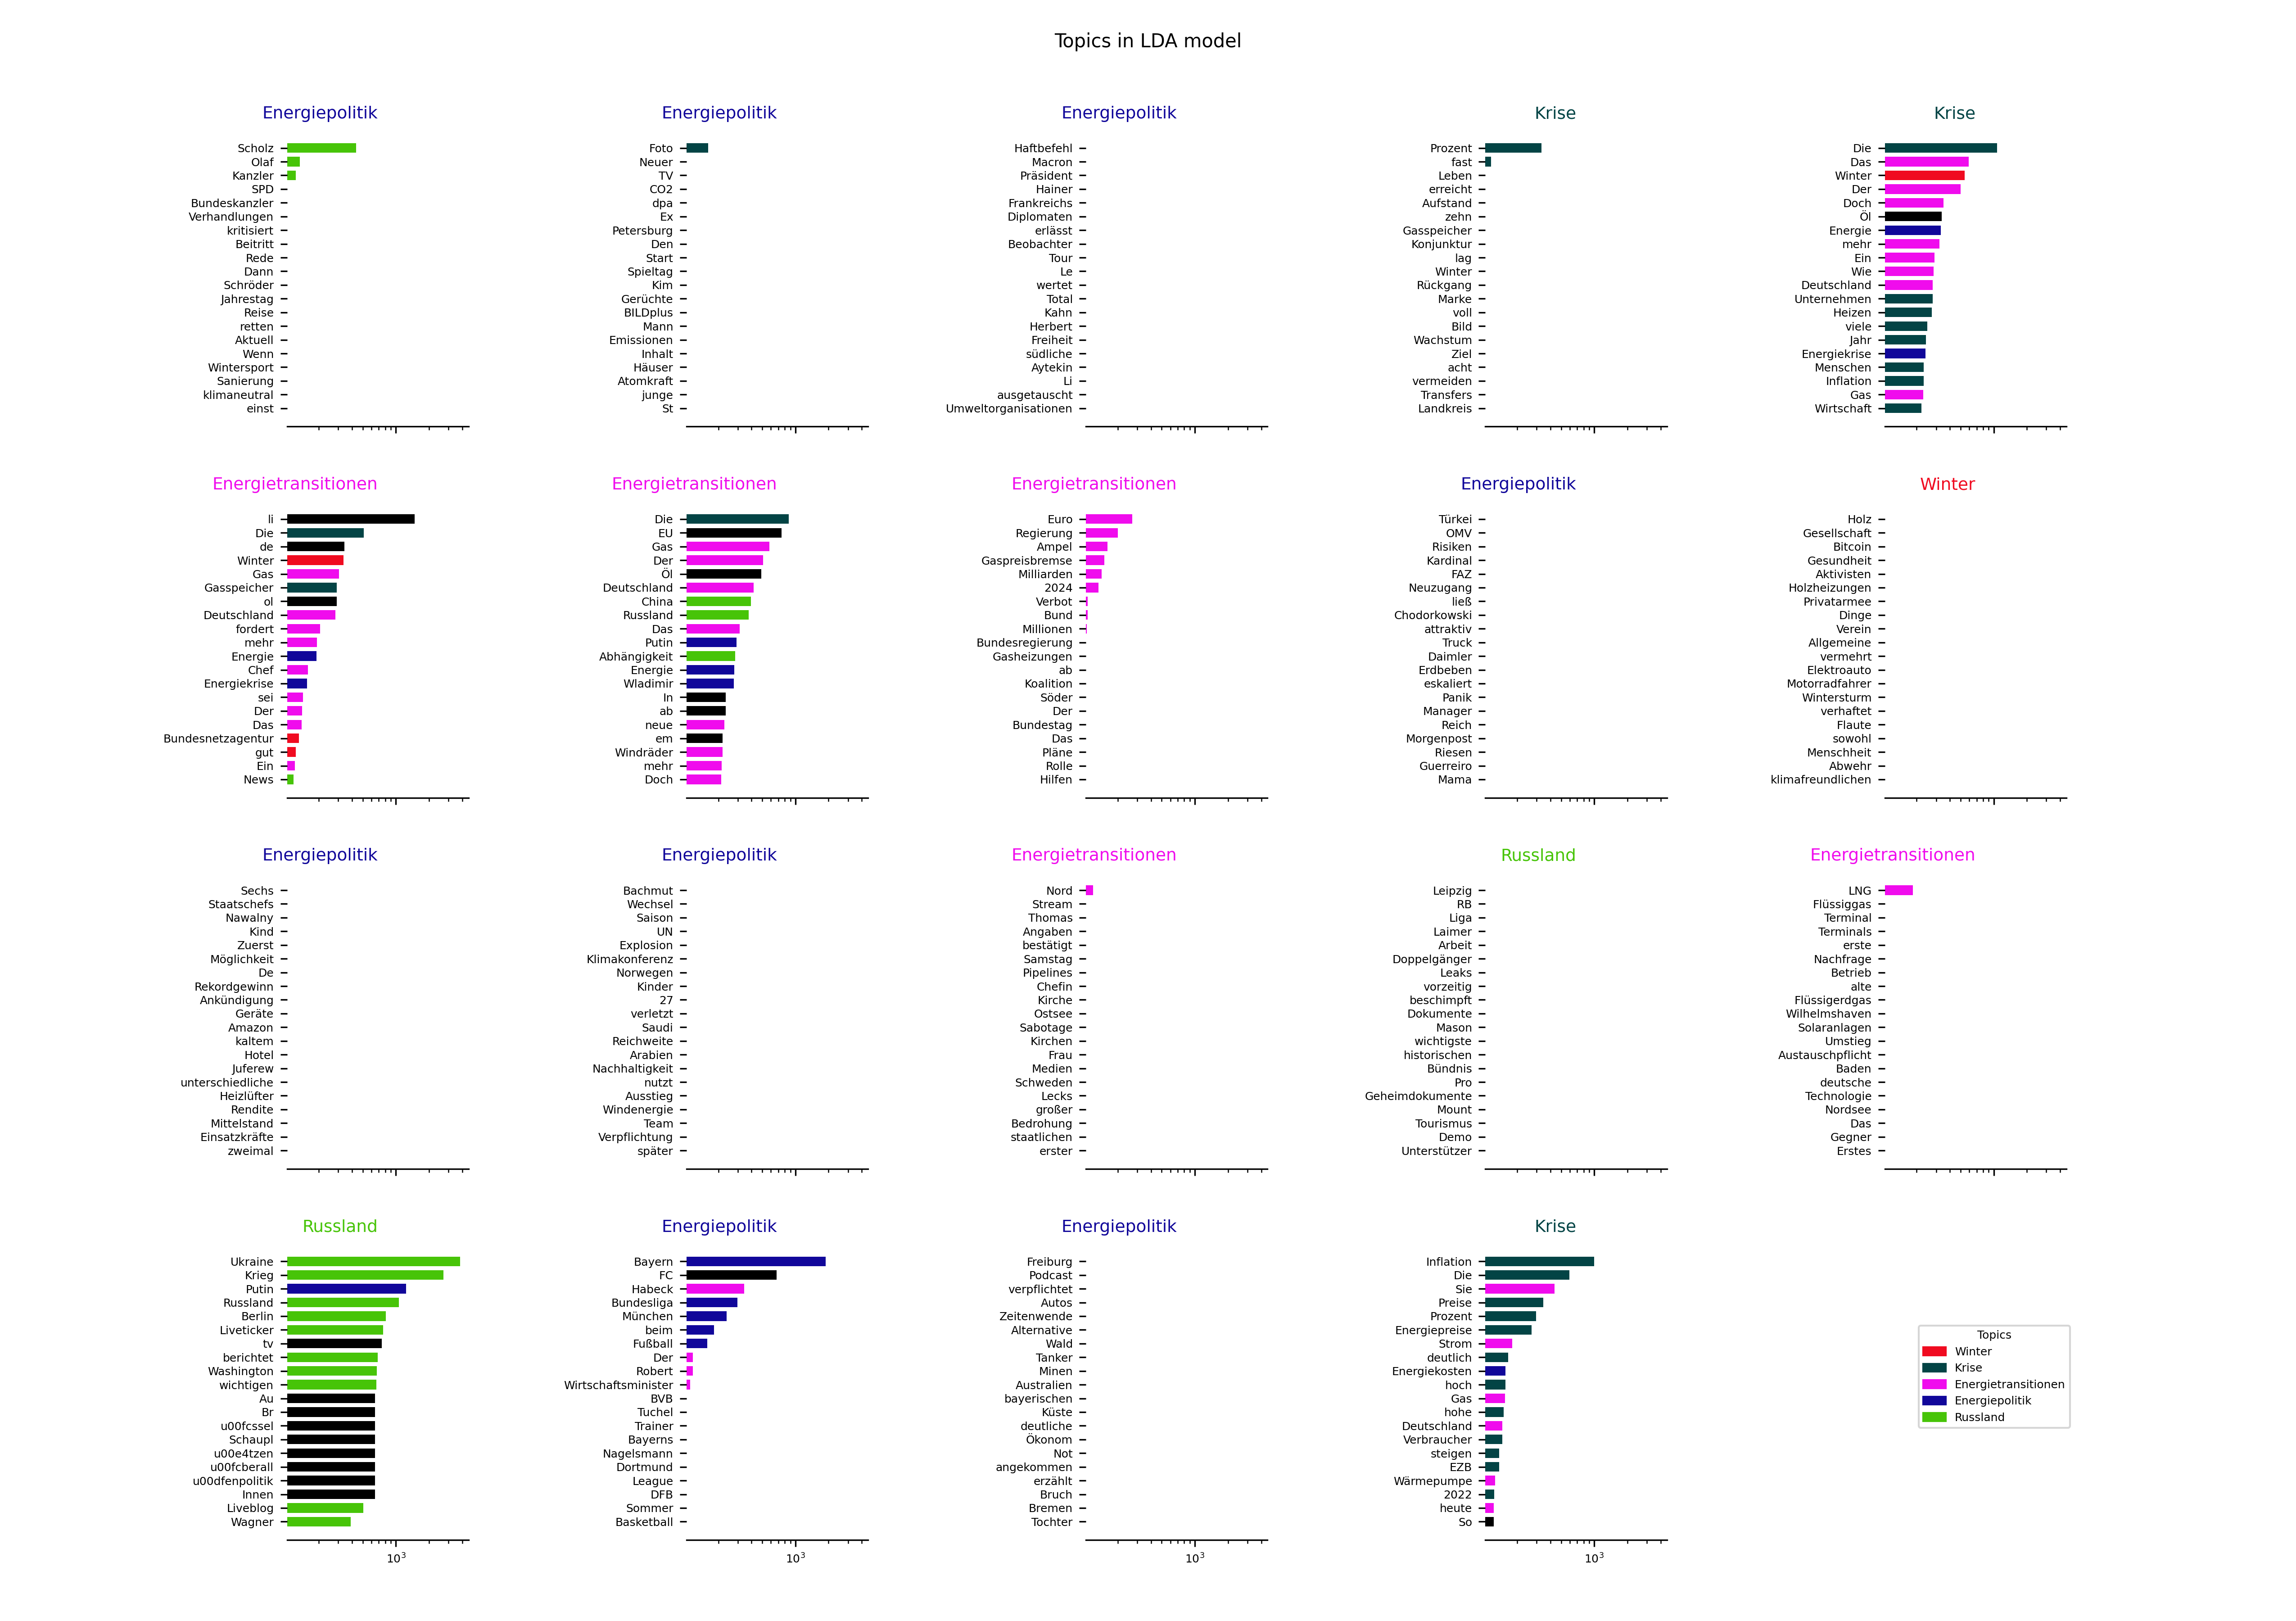 Topics in LDA model
Energiepolitik
Scholz
Olaf
Kanzler
SPD
Bundeskanzler
Verhandlungen
kritisiert
Beitritt
Rede
Dann
Schröder
Jahrestag
Reise
retten
Aktuell
Wenn
Wintersport
Sanierung
klimaneutral
einst
Energiepolitik
Foto
Neuer
TV
CO2
dpa
Ex
Petersburg
Den
Start
Spieltag
Kim
Gerüchte
BILDplus
Mann
Emissionen
Inhalt
Häuser
Atomkraft
junge
St
Energiepolitik
Haftbefehl
Macron
Präsident
Hainer
Frankreichs
Diplomaten
erlässt
Beobachter
Tour
Le
wertet
Total
Kahn
Herbert
Freiheit
südliche
Aytekin
Li
ausgetauscht
Umweltorganisationen
Krise
Prozent
fast
Leben
erreicht
Aufstand
zehn
Gasspeicher
Konjunktur
lag
Winter
Rückgang
Marke
voll
Bild
Wachstum
Ziel
acht
vermeiden
Transfers
Landkreis
Krise
Die
Das
Winter
Der
Doch
Öl
Energie
mehr
Ein
Wie
Deutschland
Unternehmen
Heizen
viele
Jahr
Energiekrise
Menschen
Inflation
Gas
Wirtschaft
Energietransitionen
li
Die
de
Winter
Gas
Gasspeicher
ol
Deutschland
fordert
mehr
Energie
Chef
Energiekrise
sei
Der
Das
Bundesnetzagentur
gut
Ein
News
Energietransitionen
Die
EU
Gas
Der
Öl
Deutschland
China
Russland
Das
Putin
Abhängigkeit
Energie
Wladimir
In
ab
neue
em
Windräder
mehr
Doch
Energietransitionen
Euro
Regierung
Ampel
Gaspreisbremse
Milliarden
2024
Verbot
Bund
Millionen
Bundesregierung
Gasheizungen
ab
Koalition
Söder
Der
Bundestag
Das
Pläne
Rolle
Hilfen
Energiepolitik
Türkei
OMV
Risiken
Kardinal
FAZ
Neuzugang
ließ
Chodorkowski
attraktiv
Truck
Daimler
Erdbeben
eskaliert
Panik
Manager
Reich
Morgenpost
Riesen
Guerreiro
Mama
Winter
Holz
Gesellschaft
Bitcoin
Gesundheit
Aktivisten
Holzheizungen
Privatarmee
Dinge
Verein
Allgemeine
vermehrt
Elektroauto
Motorradfahrer
Wintersturm
verhaftet
Flaute
sowohl
Menschheit
Abwehr
klimafreundlichen
Energiepolitik
Sechs
Staatschefs
Nawalny
Kind
Zuerst
Möglichkeit
De
Rekordgewinn
Ankündigung
Geräte
Amazon
kaltem
Hotel
Juferew
unterschiedliche
Heizlüfter
Rendite
Mittelstand
Einsatzkräfte
zweimal
Energiepolitik
Bachmut
Wechsel
Saison
UN
Explosion
Klimakonferenz
Norwegen
Kinder
27
verletzt
Saudi
Reichweite
Arabien
Nachhaltigkeit
nutzt
Ausstieg
Windenergie
Team
Verpflichtung
später
Energietransitionen
Nord
Stream
Thomas
Angaben
bestätigt
Samstag
Pipelines
Chefin
Kirche
Ostsee
Sabotage
Kirchen
Frau
Medien
Schweden
Lecks
großer
Bedrohung
staatlichen
erster
Russland
Leipzig
RB
Liga
Laimer
Arbeit
Doppelgänger
Leaks
vorzeitig
beschimpft
Dokumente
Mason
wichtigste
historischen
Bündnis
Pro
Geheimdokumente
Mount
Tourismus
Demo
Unterstützer
Energietransitionen
LNG
Flüssiggas
Terminal
Terminals
erste
Nachfrage
Betrieb
alte
Flüssigerdgas
Wilhelmshaven
Solaranlagen
Umstieg
Austauschpflicht
Baden
deutsche
Technologie
Nordsee
Das
Gegner
Erstes
Russland
Ukraine
Krieg
Putin
Russland
Berlin
Liveticker
tv
berichtet
Washington
wichtigen
Au
Br
u00fcssel
Schaupl
u00e4tzen
u00fcberall
u00dfenpolitik
Innen
Liveblog
Wagner
10³
Energiepolitik
Bayern
FC
Habeck
Bundesliga
München
beim
Fußball
Der
Robert
Wirtschaftsminister
BVB
Tuchel
Trainer
Bayerns
Nagelsmann
Dortmund
League
DFB
Sommer
Basketball
10³
Energiepolitik
Freiburg
Podcast
verpflichtet
Autos
Zeitenwende
Alternative
Wald
Tanker
Minen
Australien
bayerischen
Küste
deutliche
Ökonom
Not
angekommen
erzählt
Bruch
Bremen
Tochter
10³
Krise
Inflation
Die
Sie
Preise
Prozent
Energiepreise
Strom
deutlich
Energiekosten
hoch
Gas
hohe
Deutschland
Verbraucher
steigen
EZB
Wärmepumpe
2022
heute
So
10³
Topics
Winter
Krise
Energietransitionen
Energiepolitik
Russland